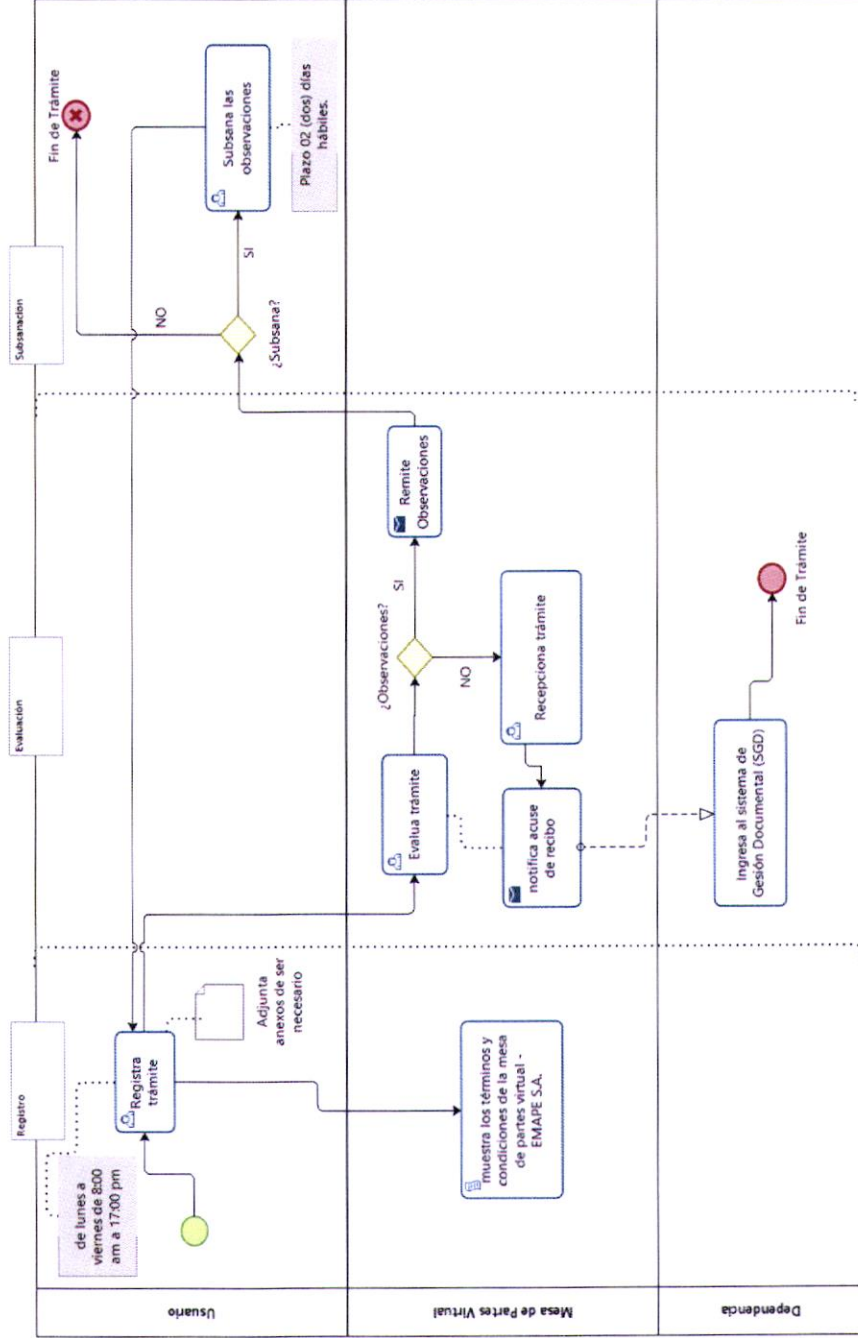 Registro
Evaluación
Subsanacion
Usuario
de lunes a
viernes de 8:00
am a 17:00 pm
Registra
trámite
Adjunta
anexos de ser
necesario
¿Subsana?
NO
SI
Fin de Trámite
Subsana las
observaciones
Plazo 02 (dos) días
hábiles.
Mesa de Partes Virtual
muestra los términos y
condiciones de la mesa
de partes virtual -
EMAPE S.A.
Evalua trámite
¿Observaciones?
SI
NO
Remite
Observaciones
Recepciona trámite
notifica acuse
de recibo
Dependencia
Ingresa al sistema de
Gesión Documental (SGD)
Fin de Trámite